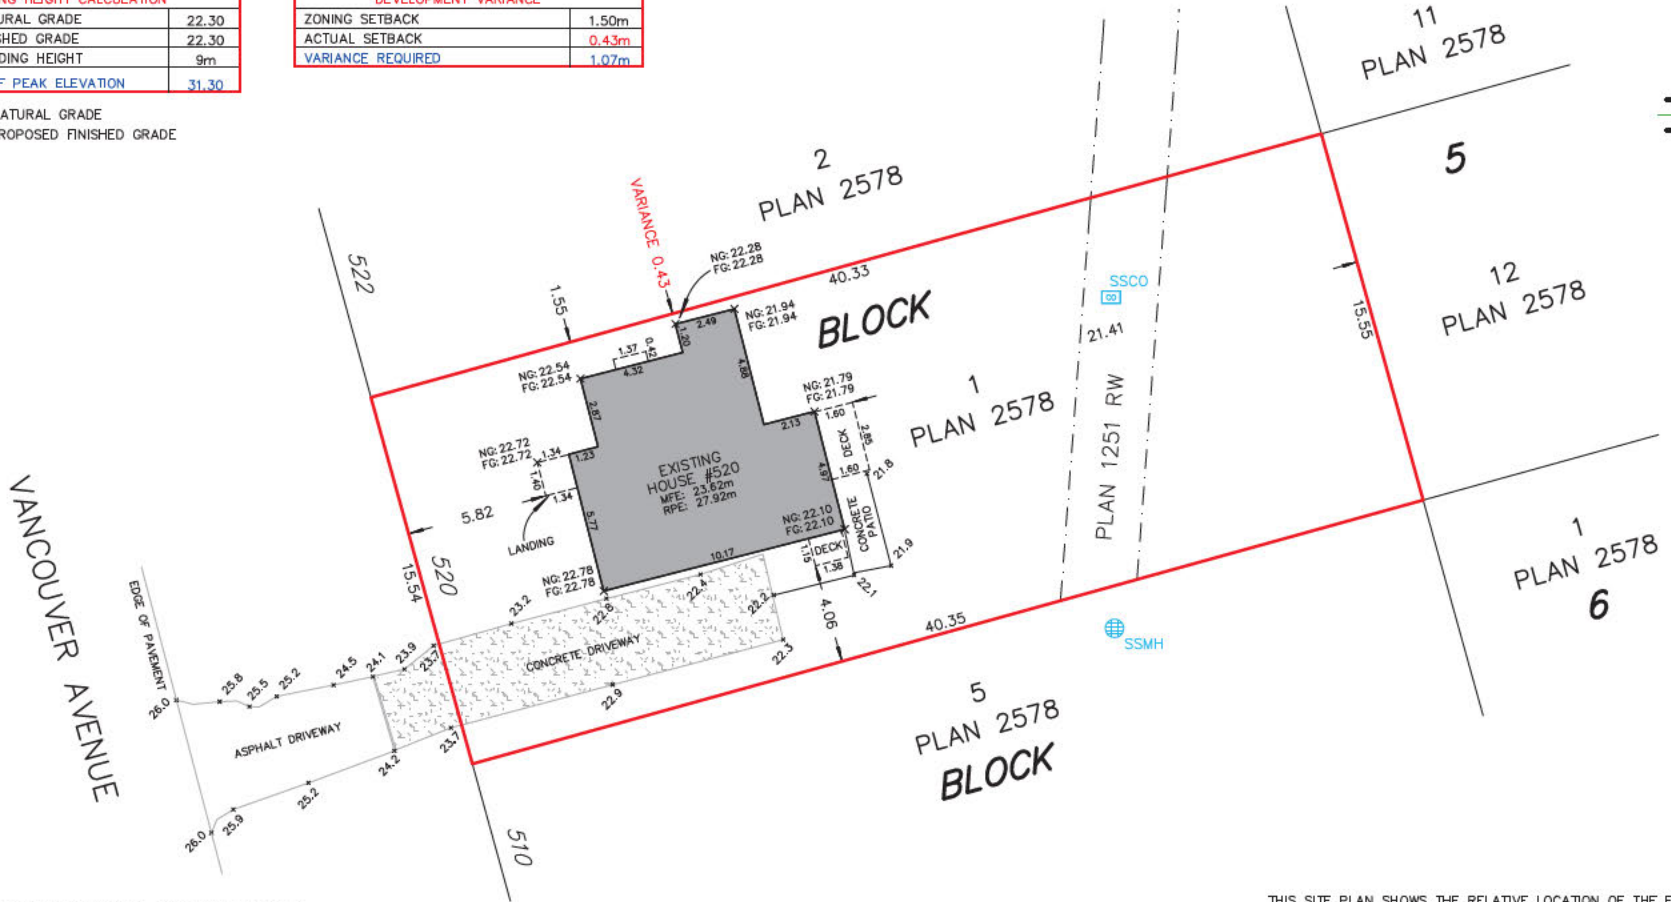 HEIGHT CALCULATION
URAL GRADE 22.30
SHED GRADE 22.30
DING HEIGHT 9m
F PEAK ELEVATION 31.30
ATURAL GRADE
ROPOSED FINISHED GRADE
DEVELOPMENT VARIANCE
ZONING SETBACK 1.50m
ACTUAL SETBACK 0.43m
VARIANCE REQUIRED 1.07m
11
PLAN 2578
5
2
PLAN 2578
VARIANCE 0.43
NG: 22.28
FG: 22.28
40.33
522
1.55
NG: 21.94
FG: 21.94
BLOCK
SSCO
21.41
12
PLAN 2578
15.55
2.49
1.20
1.37
0.42
4.32
NG: 22.54
FG: 22.54
4.88
2.87
NG: 21.79
FG: 21.79
1
PLAN 2578
PLAN 1251 RW
1.60
2.13
DECK
2.85
NG: 22.72
FG: 22.72
1.34
1.23
1.40
1.34
EXISTING
HOUSE #520
MFE: 23.62m
RPE: 27.92m
4.97
1.60
21.8
CONCRETE
PATIO
5.82
5.77
LANDING
NG: 22.10
FG: 22.10
10.17
1.15
DECK
1.38
21.9
22.1
VANCOUVER AVENUE
EDGE OF PAVEMENT
15.54
520
NG: 22.78
FG: 22.78
23.2
22.8
22.4
22.2
4.06
40.35
SSMH
1
PLAN 2578
6
CONCRETE DRIVEWAY
22.3
22.9
26.0
25.8
25.5
25.2
24.5
24.1
23.9
23.7
ASPHALT DRIVEWAY
23.7
24.2
25.2
25.9
26.0
5
PLAN 2578
BLOCK
510
THIS SITE PLAN SHOWS THE RELATIVE LOCATION OF THE